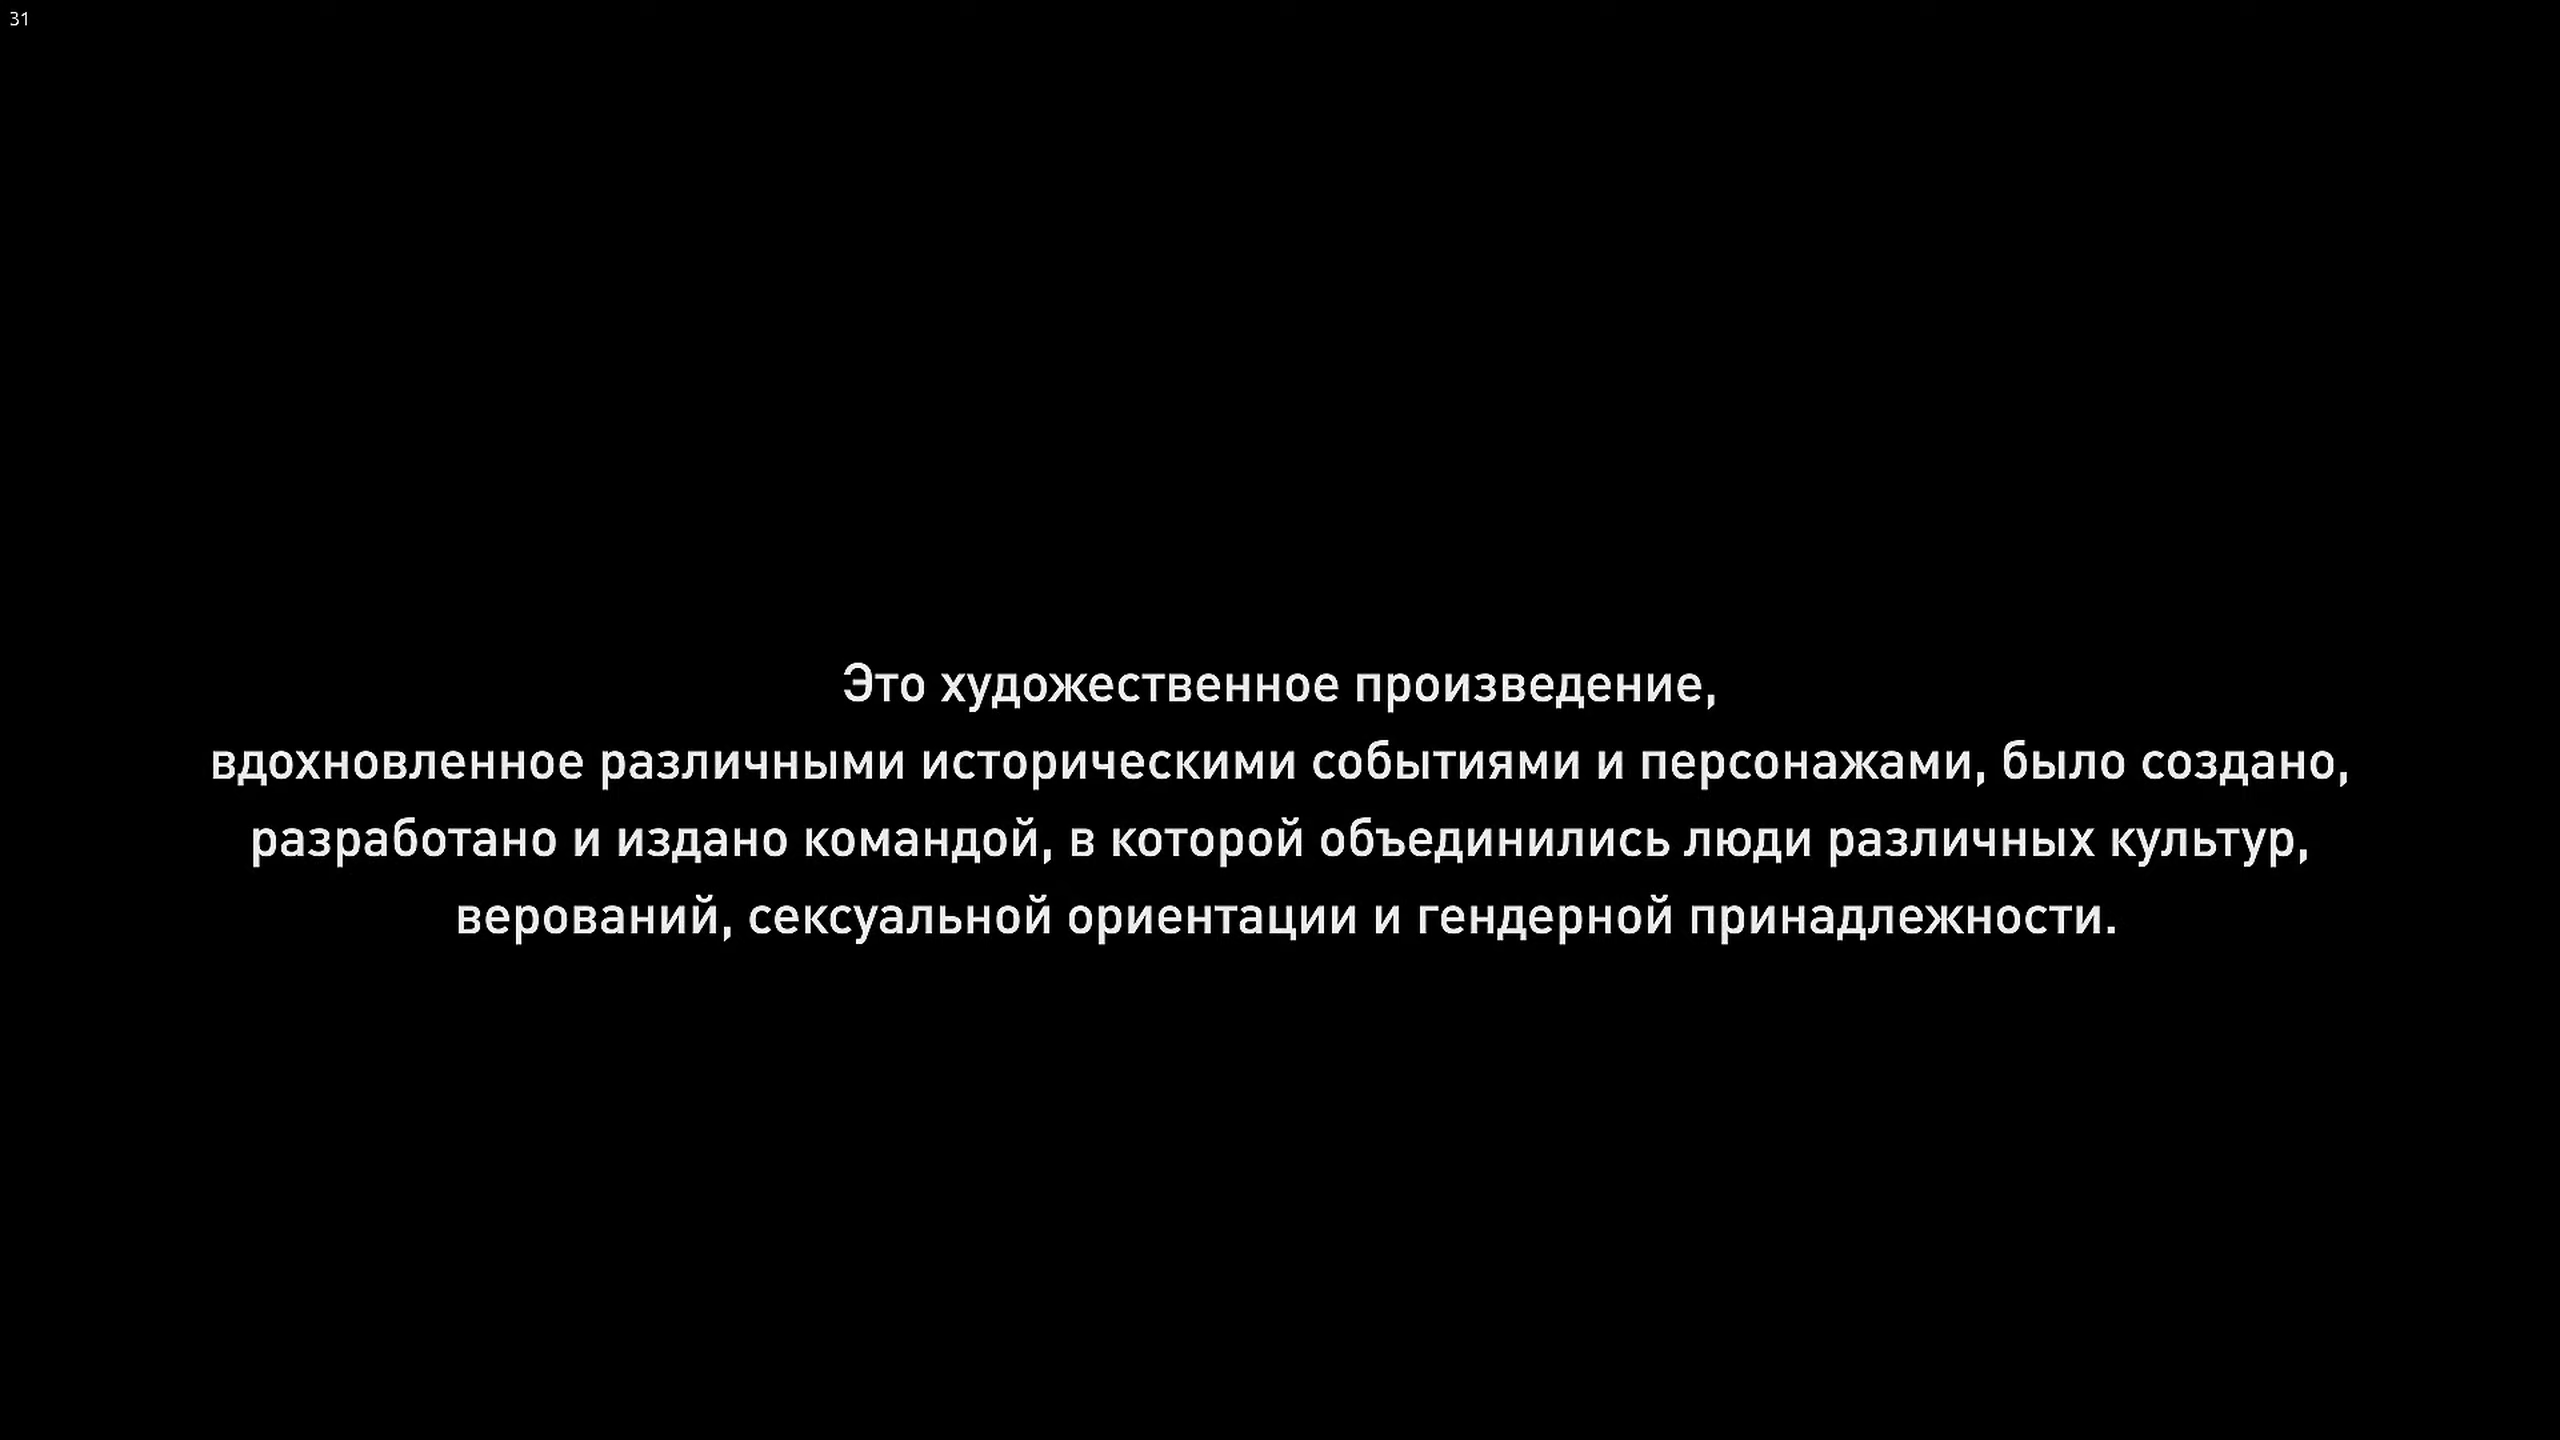 31
Это художественное произведение,
вдохновленное различными историческими событиями и персонажами, было создано,
разработано и издано командой, в которой объединились люди различных культур,
верований, сексуальной ориентации и гендерной принадлежности.